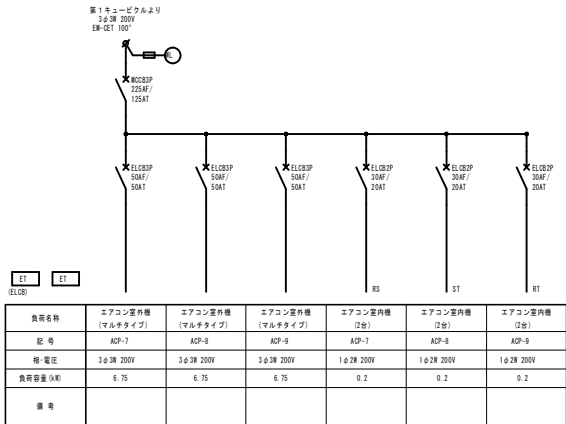 第1キュービクルより
3φ3W 200V
EM-CET 100°
WL
MCCB3P
225AF/
125AT
ELCB3P
50AF/
50AT
ELCB3P
50AF/
50AT
ELCB3P
50AF/
50AT
ELCB2P
30AF/
20AT
ELCB2P
30AF/
20AT
ELCB2P
30AF/
20AT
ET ET
(ELCB)
RS ST RT
負荷名称 エアコン室外機 エアコン室外機 エアコン室外機 エアコン室内機 エアコン室内機 エアコン室内機
(マルチタイプ) (マルチタイプ) (マルチタイプ) (2台) (2台) (2台)
記 号 ACP-7 ACP-8 ACP-9 ACP-7 ACP-8 ACP-9
相・電圧 3φ3W 200V 3φ3W 200V 3φ3W 200V 1φ2W 200V 1φ2W 200V 1φ2W 200V
負荷容量(kW) 6.75 6.75 6.75 0.2 0.2 0.2
備 考